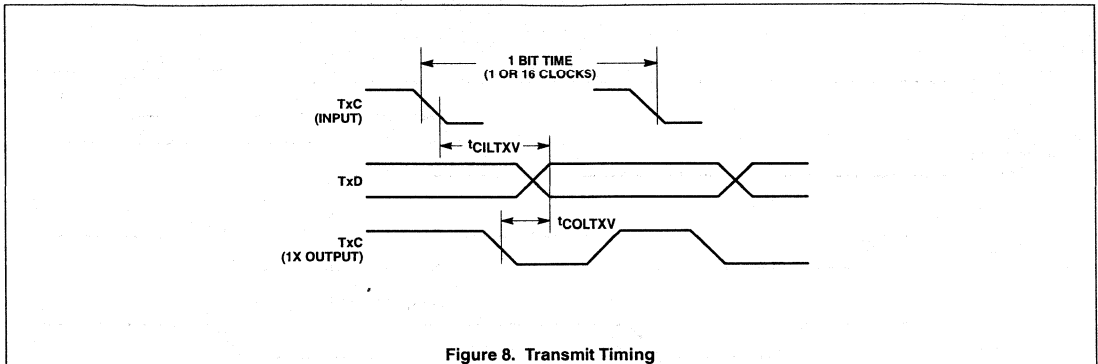 1 BIT TIME
(1 OR 16 CLOCKS)
TxC
(INPUT)
tCILTXV
TxD
tCOLTXV
TxC
(1X OUTPUT)
Figure 8. Transmit Timing